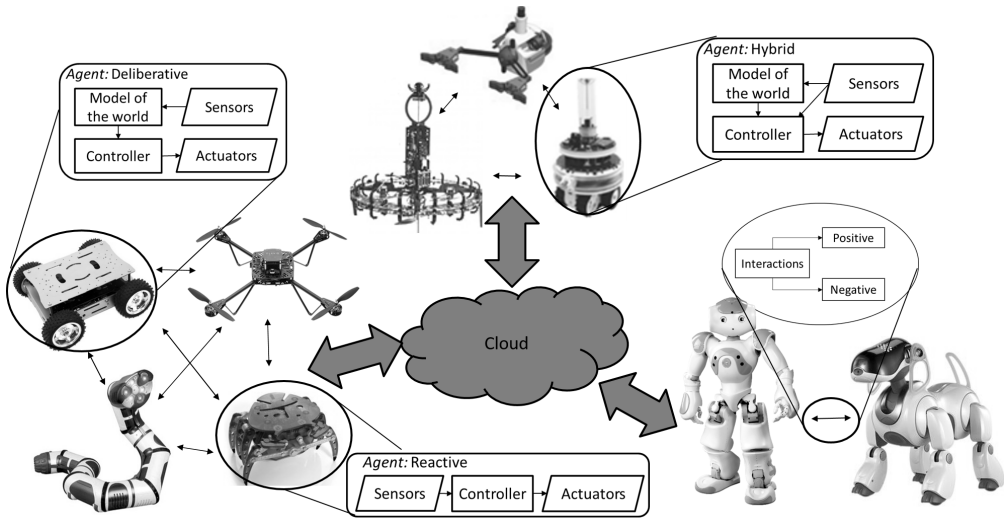 Agent: Deliberative
Model of
the world
Sensors
Controller
Actuators
Agent: Hybrid
Model of
the world
Sensors
Controller
Actuators
Cloud
Interactions
Positive
Negative
Agent: Reactive
Sensors
Controller
Actuators